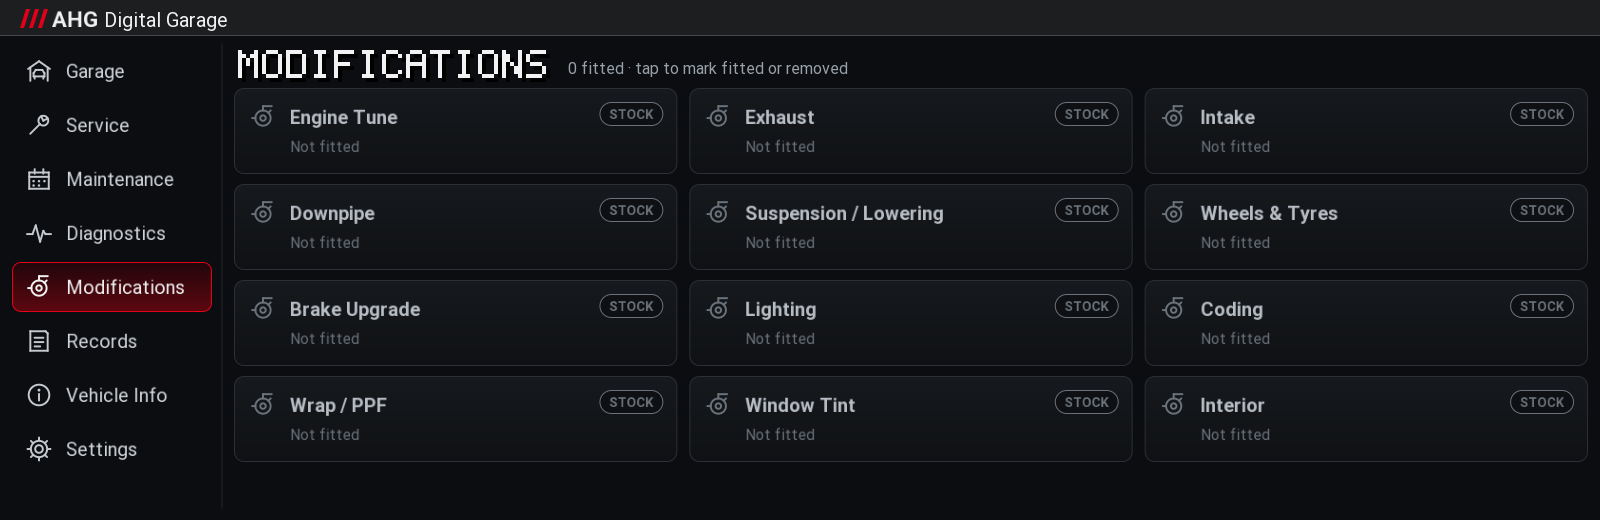 AHG Digital Garage
Garage
Service
Maintenance
Diagnostics
Modifications
Records
Vehicle Info
Settings
MODIFICATIONS
0 fitted · tap to mark fitted or removed
Engine Tune
STOCK
Not fitted
Exhaust
STOCK
Not fitted
Intake
STOCK
Not fitted
Downpipe
STOCK
Not fitted
Suspension / Lowering
STOCK
Not fitted
Wheels & Tyres
STOCK
Not fitted
Brake Upgrade
STOCK
Not fitted
Lighting
STOCK
Not fitted
Coding
STOCK
Not fitted
Wrap / PPF
STOCK
Not fitted
Window Tint
STOCK
Not fitted
Interior
STOCK
Not fitted